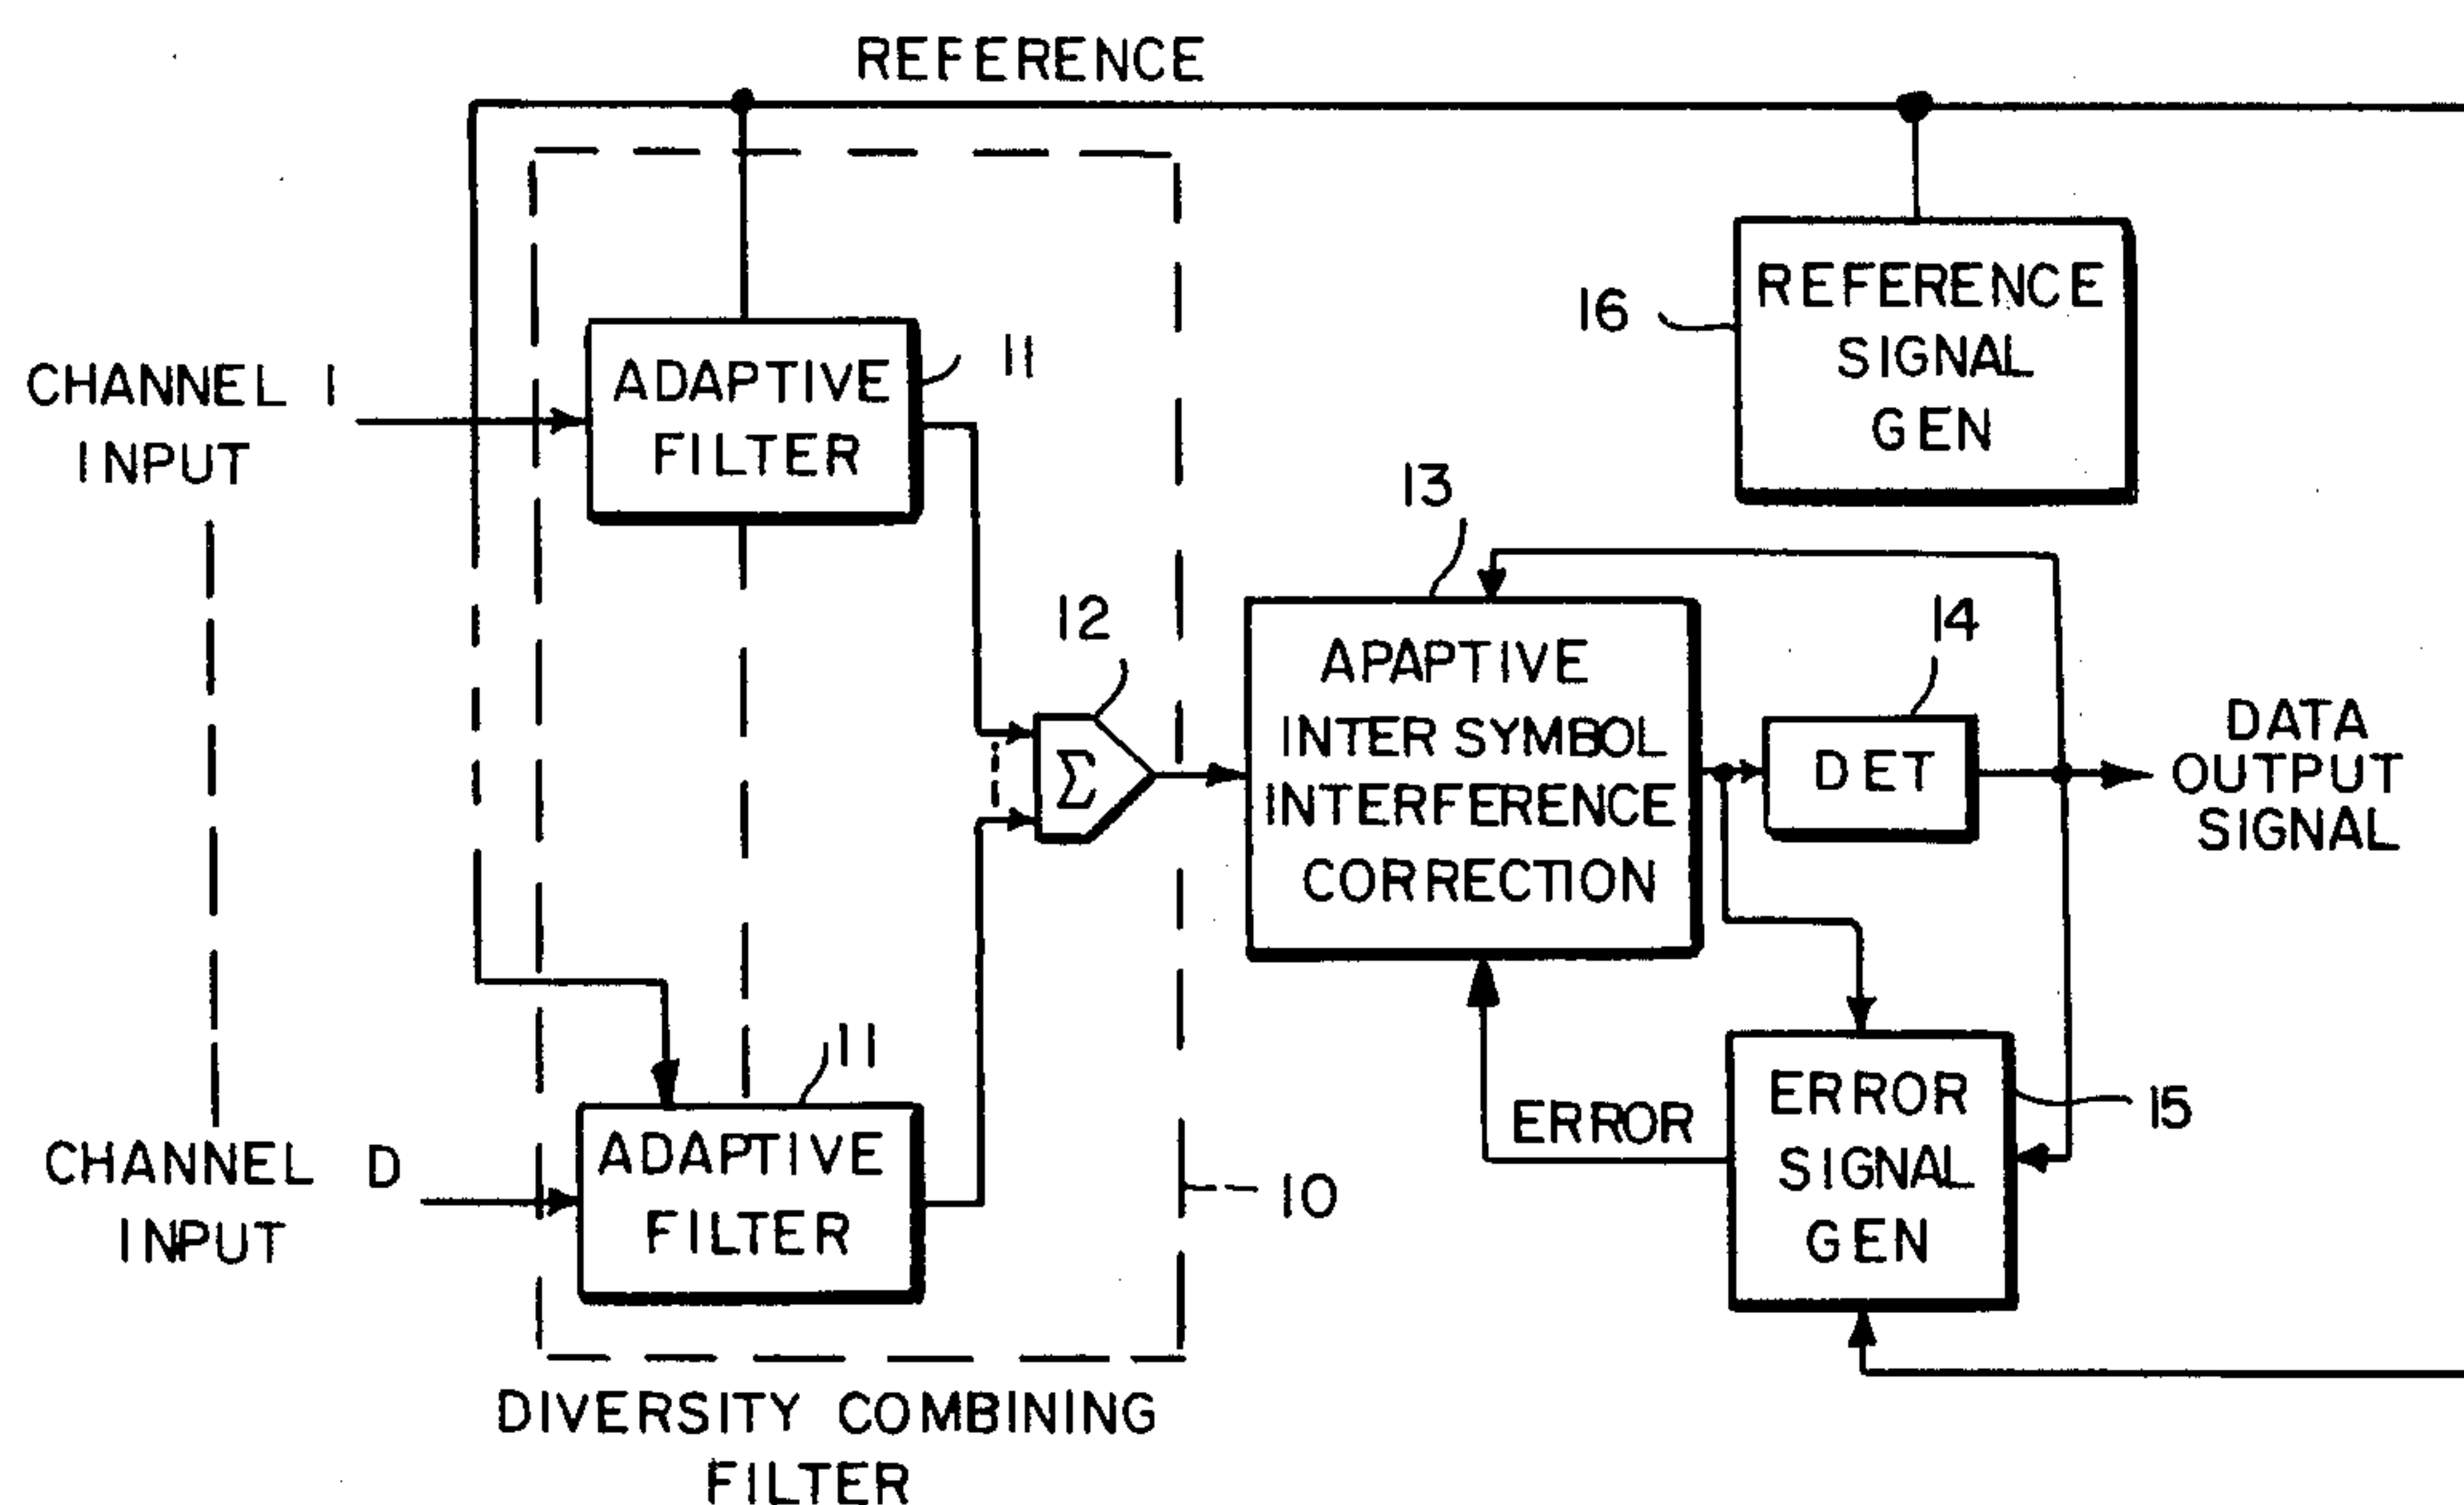 REFERENCE
CHANNEL 1
INPUT
ADAPTIVE
FILTER
11
16
REFERENCE
SIGNAL
GEN
12
Σ
13
APAPTIVE
INTER SYMBOL
INTERFERENCE
CORRECTION
14
DET
DATA
OUTPUT
SIGNAL
CHANNEL D
INPUT
11
ADAPTIVE
FILTER
10
ERROR
ERROR
SIGNAL
GEN
15
DIVERSITY COMBINING
FILTER